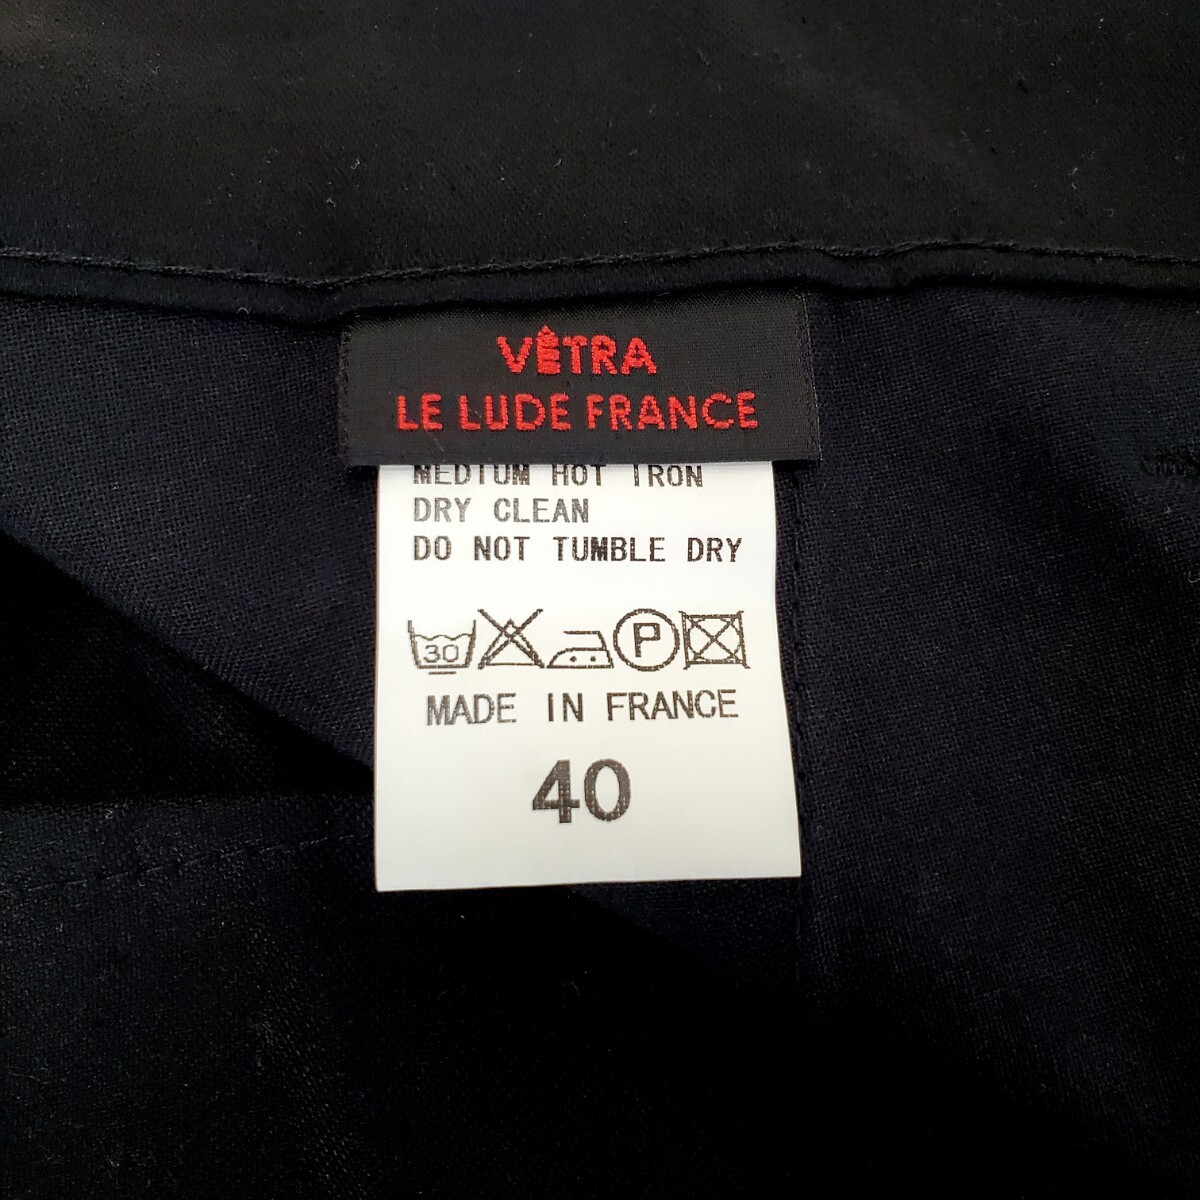 VÊTRA
LE LUDE FRANCE
MEDIUM HOT IRON
DRY CLEAN
DO NOT TUMBLE DRY
30 P
MADE IN FRANCE
40